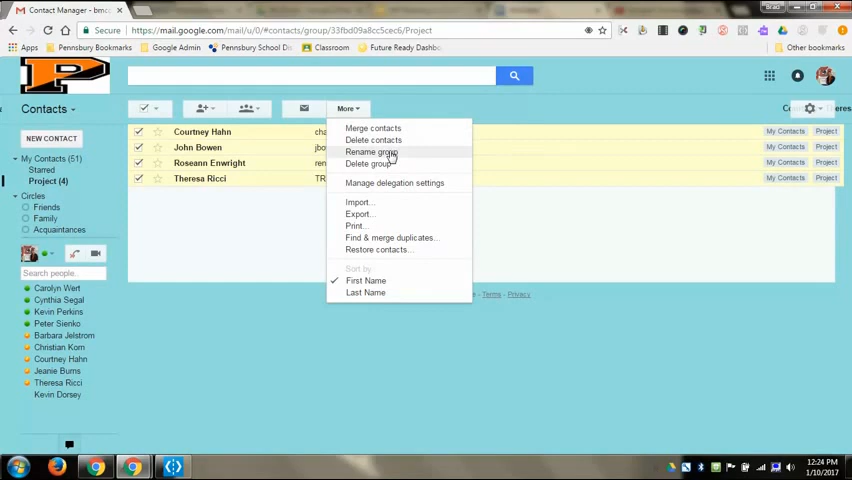 Contact Manager - bmcc
Brad
Secure
https://mail.google.com/mail/u/0/#contacts/group/33fbd09a8cc5cec6/Project
Apps
Pennsbury Bookmarks
Google Admin
Pennsbury School Dis
Classroom
Future Ready Dashbo
Other bookmarks
P
Contacts
More
NEW CONTACT
My Contacts (51)
Starred
Project (4)
Circles
Friends
Family
Acquaintances
Search people...
Carolyn Wert
Cynthia Segal
Kevin Perkins
Peter Sienko
Barbara Jelstrom
Christian Korn
Courtney Hahn
Jeanie Burns
Theresa Ricci
Kevin Dorsey
Courtney Hahn
My Contacts
Project
John Bowen
My Contacts
Project
Roseann Enwright
My Contacts
Project
Theresa Ricci
My Contacts
Project
Merge contacts
Delete contacts
Rename group
Delete group
Manage delegation settings
Import...
Export...
Print...
Find & merge duplicates...
Restore contacts...
Sort by
First Name
Last Name
- Terms - Privacy
12:24 PM
1/10/2017